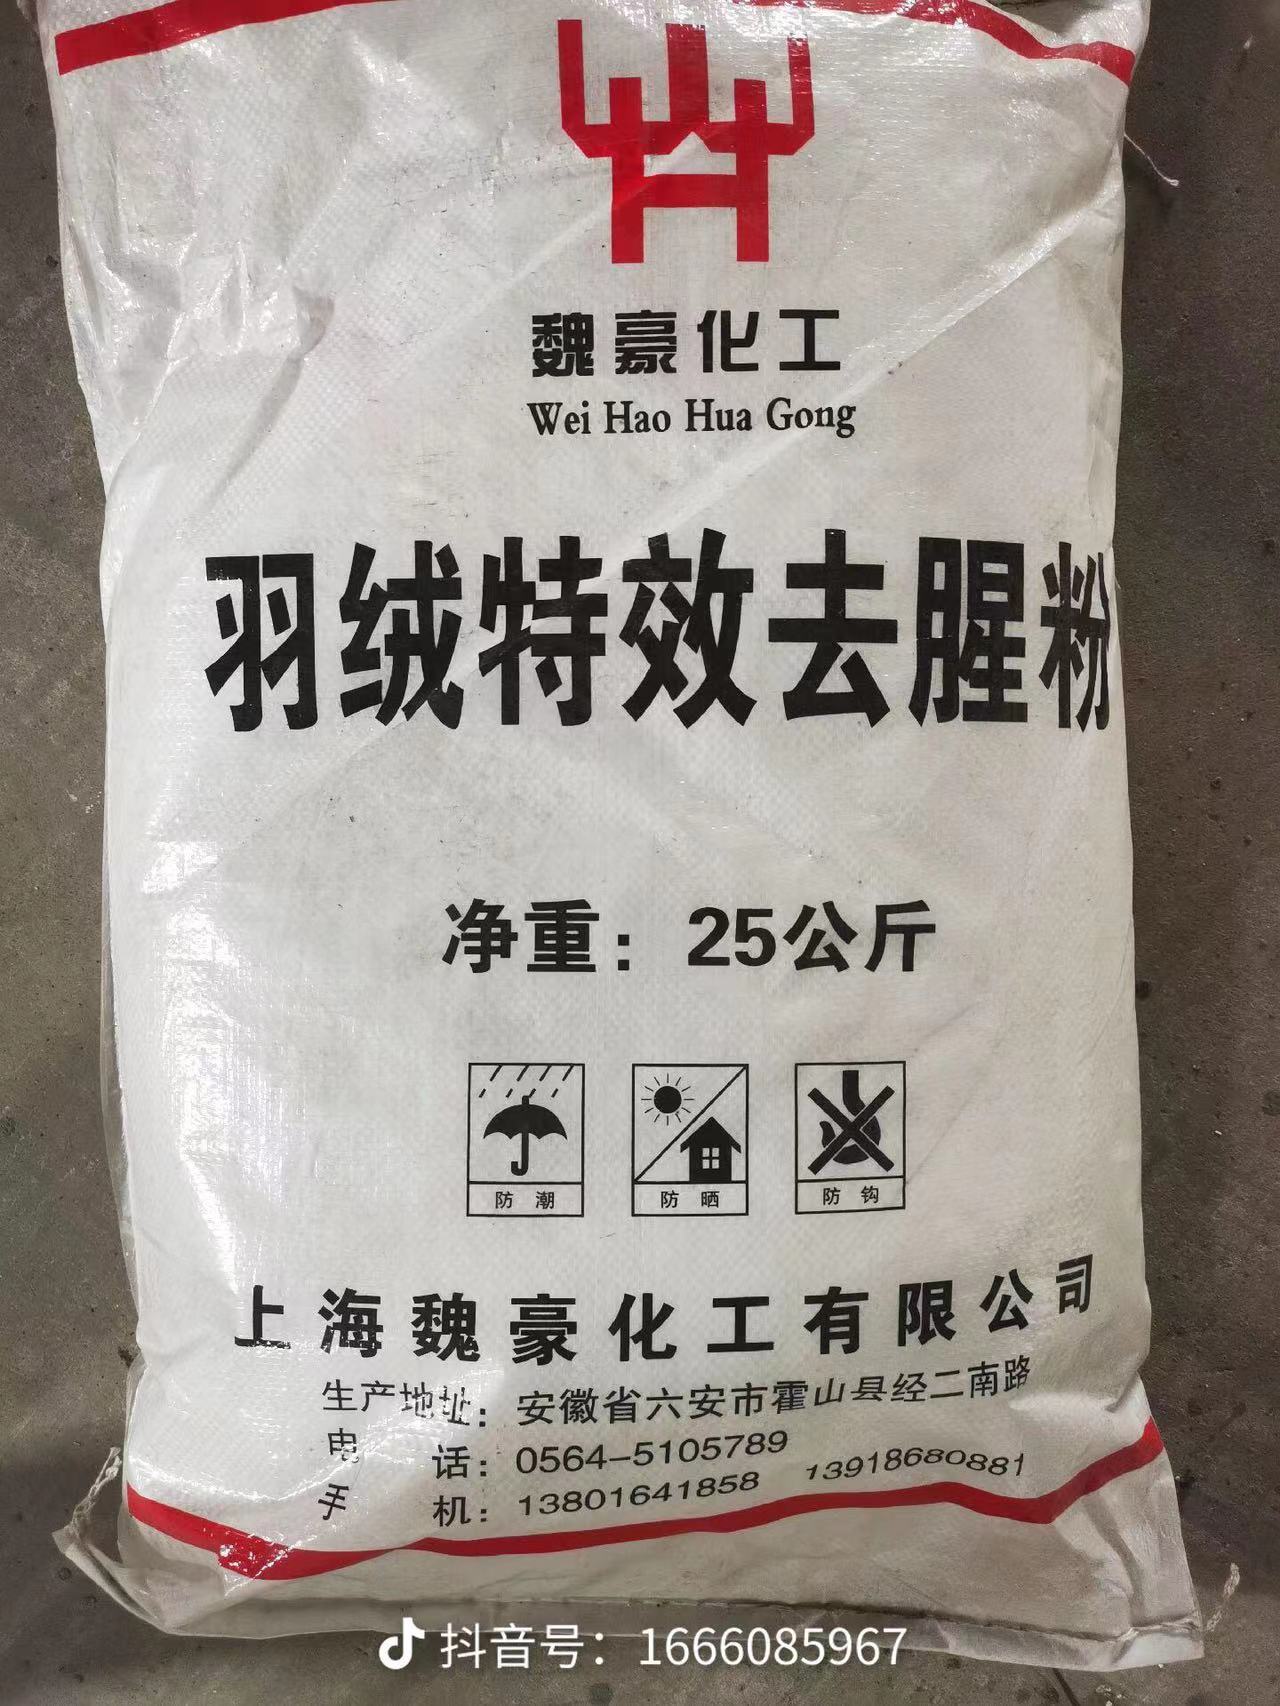 魏豪化工
Wei Hao Hua Gong
羽绒特效去腥粉
净重：25公斤
防潮 防晒 防钩
上海魏豪化工有限公司
生产地址：安徽省六安市霍山县经二南路
电 话：0564-5105789
手 机：13801641858 13918680881
抖音号：1666085967